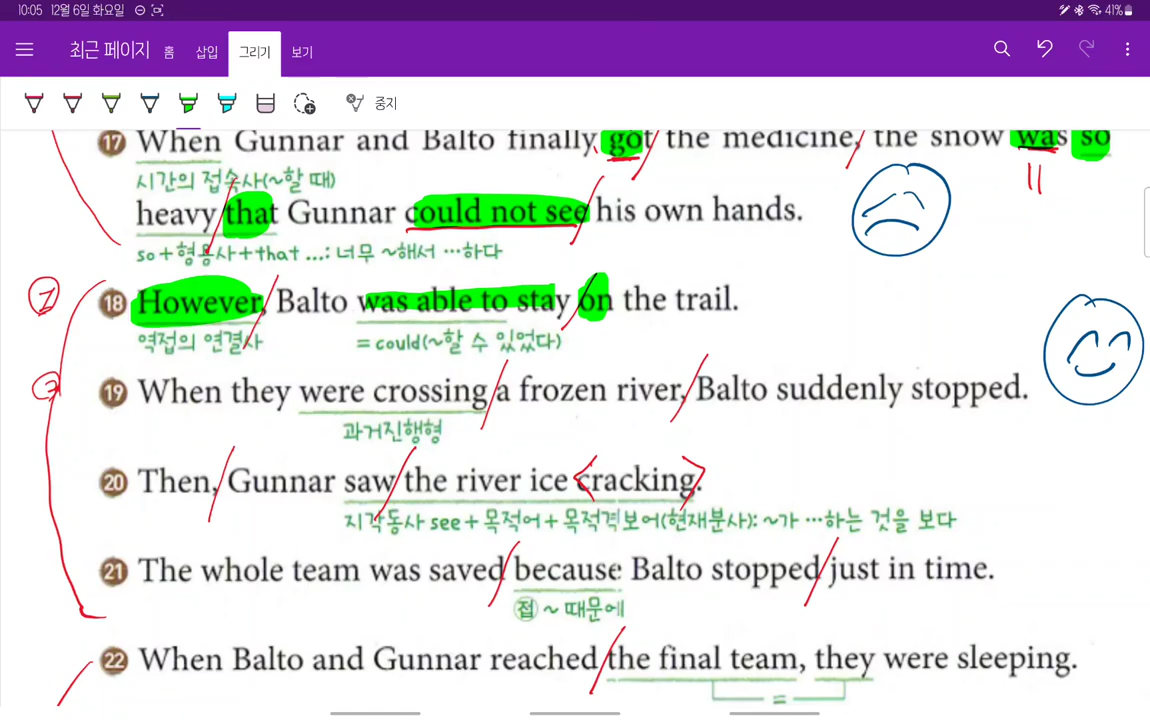 10:05 12월 6일 화요일
41%
최근 페이지 홈 삽입 그리기 보기
중지
17 When Gunnar and Balto finally got the medicine, the snow was so
시간의 접속사(~할 때)
heavy that Gunnar could not see his own hands.
so+형용사+that …: 너무 ~해서 …하다
18 However, Balto was able to stay on the trail.
역접의 연결사
= could(~할 수 있었다)
19 When they were crossing a frozen river, Balto suddenly stopped.
과거진행형
20 Then, Gunnar saw the river ice <cracking>.
지각동사 see+목적어+목적격보어(현재분사): ~가 …하는 것을 보다
21 The whole team was saved because Balto stopped just in time.
접 ~ 때문에
22 When Balto and Gunnar reached the final team, they were sleeping.
=